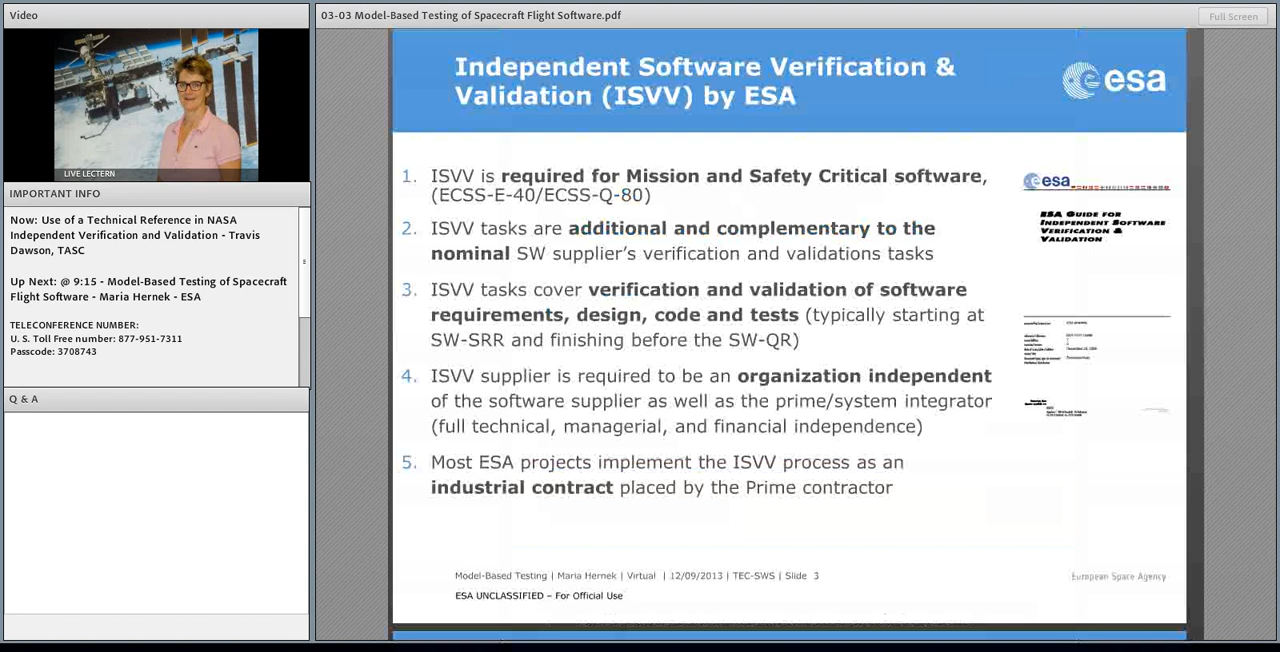 Video
03-03 Model-Based Testing of Spacecraft Flight Software.pdf
Full Screen
LIVE LECTERN
IMPORTANT INFO
Now: Use of a Technical Reference in NASA
Independent Verification and Validation - Travis
Dawson, TASC
Up Next: @ 9:15 - Model-Based Testing of Spacecraft
Flight Software - Maria Hernek - ESA
TELECONFERENCE NUMBER:
U. S. Toll Free number: 877-951-7311
Passcode: 3708743
Q & A
Independent Software Verification &
Validation (ISVV) by ESA
esa
1. ISVV is required for Mission and Safety Critical software,
(ECSS-E-40/ECSS-Q-80)
2. ISVV tasks are additional and complementary to the
nominal SW supplier's verification and validations tasks
3. ISVV tasks cover verification and validation of software
requirements, design, code and tests (typically starting at
SW-SRR and finishing before the SW-QR)
4. ISVV supplier is required to be an organization independent
of the software supplier as well as the prime/system integrator
(full technical, managerial, and financial independence)
5. Most ESA projects implement the ISVV process as an
industrial contract placed by the Prime contractor
esa
ESA GUIDE FOR
INDEPENDENT SOFTWARE
VERIFICATION &
VALIDATION
Model-Based Testing | Maria Hernek | Virtual | 12/09/2013 | TEC-SWS | Slide 3
European Space Agency
ESA UNCLASSIFIED – For Official Use